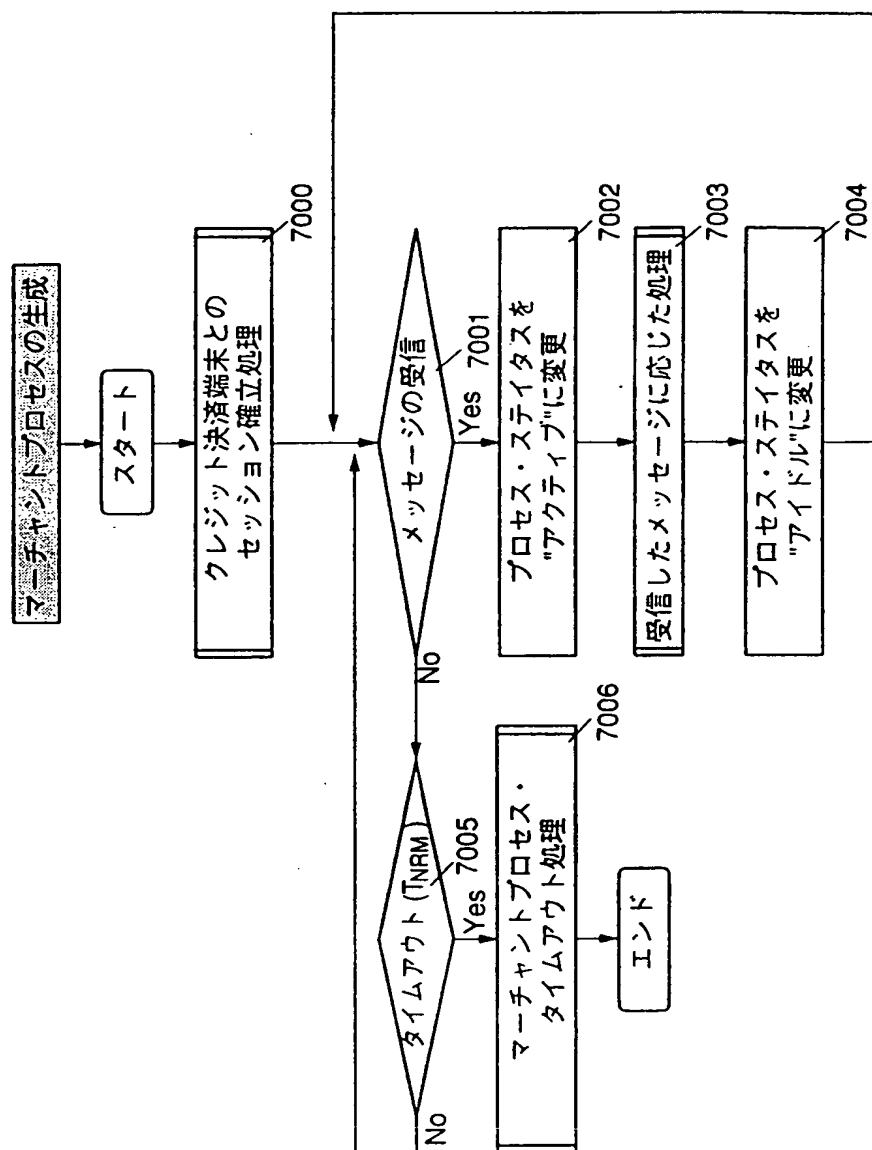 マーチャントプロセスの生成
スタート
クレジット決済端末との
セッション確立処理
7000
メッセージの受信
7001
Yes
No
プロセス・ステイタスを
"アクティブ"に変更
7002
受信したメッセージに応じた処理
7003
プロセス・ステイタスを
"アイドル"に変更
7004
タイムアウト(TNRM)
7005
Yes
No
マーチャントプロセス・
タイムアウト処理
7006
エンド